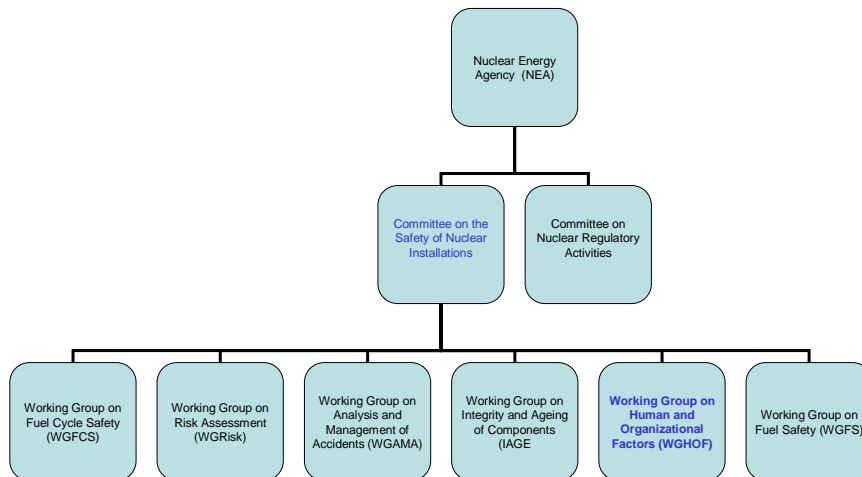 Nuclear Energy
Agency (NEA)
Committee on the
Safety of Nuclear
Installations
Committee on
Nuclear Regulatory
Activities
Working Group on
Fuel Cycle Safety
(WGFCS)
Working Group on
Risk Assessment
(WGRisk)
Working Group on
Analysis and
Management of
Accidents (WGAMA)
Working Group on
Integrity and Ageing
of Components
(IAGE
Working Group on
Human and
Organizational
Factors (WGHOF)
Working Group on
Fuel Safety (WGFS)